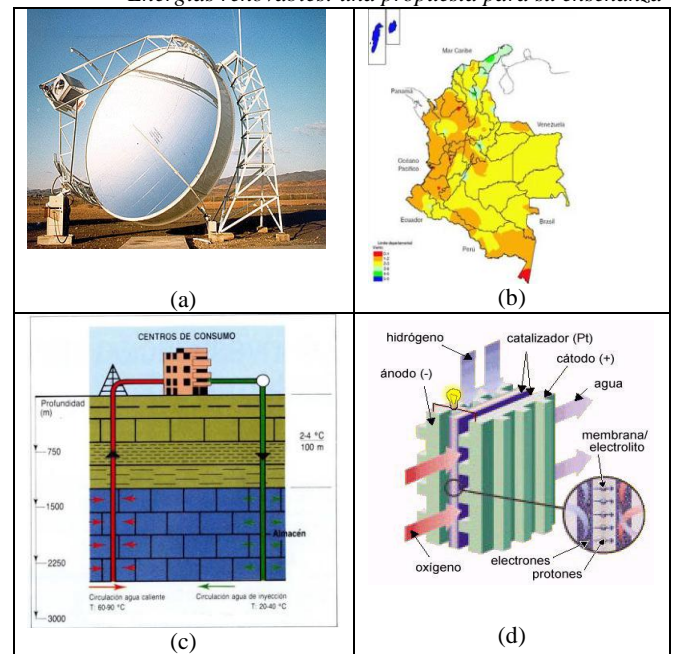 Energías renovables: una propuesta para su enseñanza
(a)
Mar Caribe
Panamá
Venezuela
Océano
Pacífico
Ecuador
Brasil
Perú
Límite departamental
(b)
CENTROS DE CONSUMO
Profundidad
(m)
2-4 °C
100 m
750
1500
Almacén
2250
Circulación agua caliente
T: 60-90 °C
Circulación agua de inyección
T: 20-40 °C
3000
(c)
hidrógeno
catalizador (Pt)
cátodo (+)
ánodo (-)
agua
membrana/
electrolito
oxígeno
electrones
protones
(d)